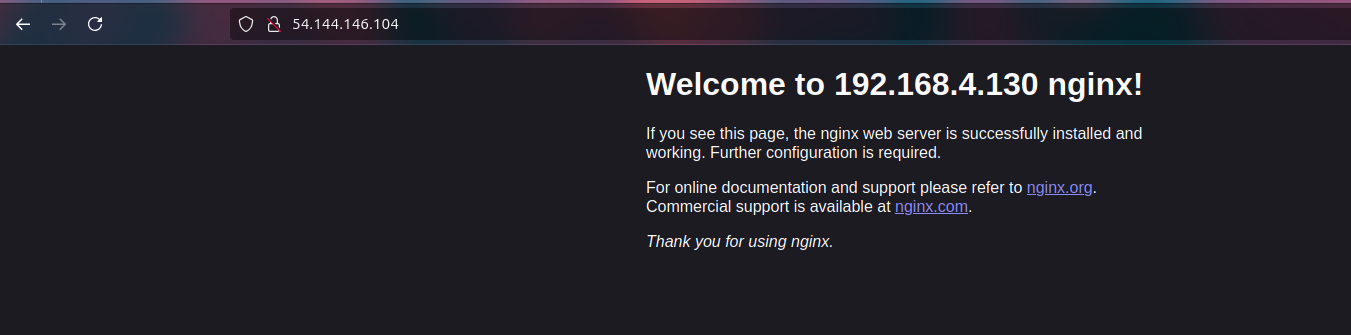 54.144.146.104
Welcome to 192.168.4.130 nginx!
If you see this page, the nginx web server is successfully installed and
working. Further configuration is required.
For online documentation and support please refer to nginx.org.
Commercial support is available at nginx.com.
Thank you for using nginx.